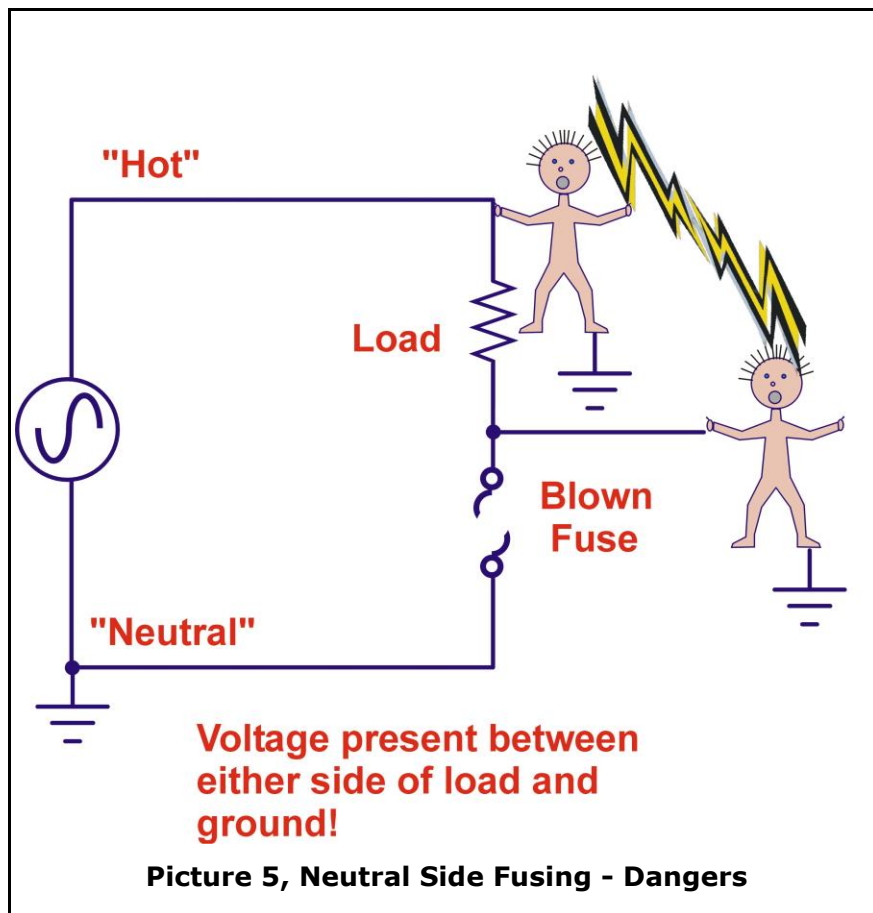 "Hot"
Load
Blown
Fuse
"Neutral"
Voltage present between
either side of load and
ground!
Picture 5, Neutral Side Fusing - Dangers